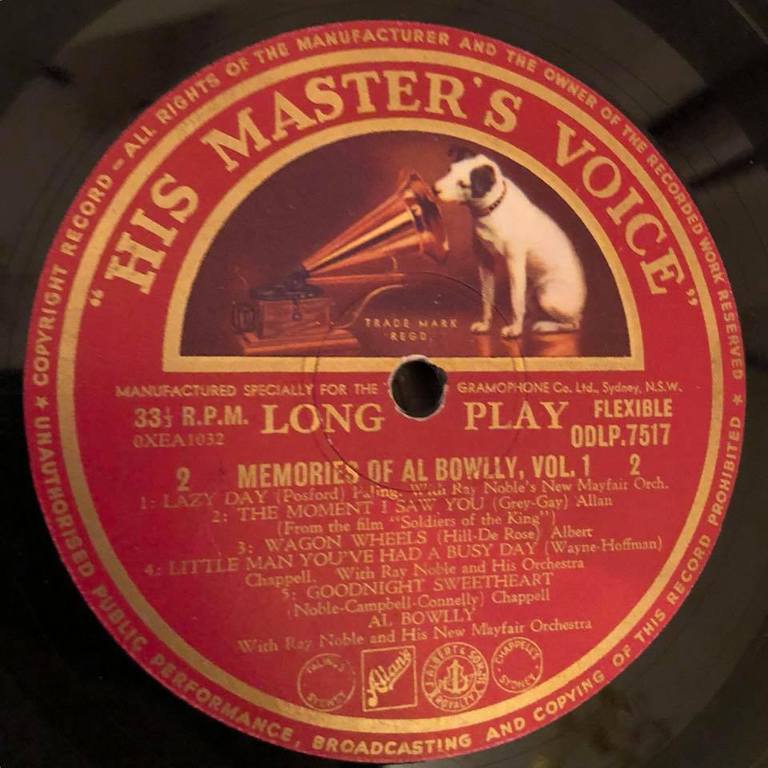 ★ COPYRIGHT RECORD – ALL RIGHTS OF THE MANUFACTURER AND THE OWNER OF THE RECORDED WORK RESERVED ★
"HIS MASTER'S VOICE"
TRADE MARK
REGD.
MANUFACTURED SPECIALLY FOR THE GRAMOPHONE Co. Ltd., Sydney, N.S.W.
33⅓ R.P.M. LONG PLAY FLEXIBLE
0XEA1032 ODLP.7517
2 MEMORIES OF AL BOWLLY, VOL. 1 2
1: LAZY DAY (Posford) Paling. With Ray Noble's New Mayfair Orch.
2: THE MOMENT I SAW YOU (Grey-Gay) Allan
(From the film "Soldiers of the King")
3: WAGON WHEELS (Hill-De Rose) Albert
4: LITTLE MAN YOU'VE HAD A BUSY DAY (Wayne-Hoffman)
Chappell. With Ray Noble and His Orchestra
5: GOODNIGHT SWEETHEART
(Noble-Campbell-Connelly) Chappell
AL BOWLLY
With Ray Noble and His New Mayfair Orchestra
PALING'S SYDNEY
Allan's
ALBERT & SON ROYALTY
CHAPPELL'S SYDNEY
UNAUTHORISED PUBLIC PERFORMANCE, BROADCASTING AND COPYING OF THIS RECORD PROHIBITED